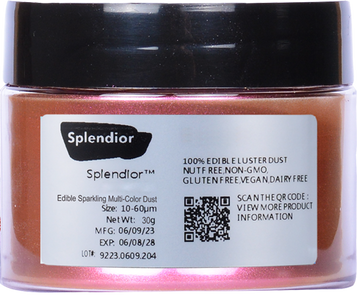 Splendior
Splendior™
Edible Sparkling Multi-Color Dust
Size: 10-60µm
Net Wt: 30g
MFG: 06/09/23
EXP: 06/08/28
LOT#: 9223.0609.204
100% EDIBLE LUSTER DUST
NUT FREE,NON-GMO,
GLUTEN FREE,VEGAN,DAIRY FREE
SCAN THE QR CODE :
VIEW MORE PRODUCT
INFORMATION